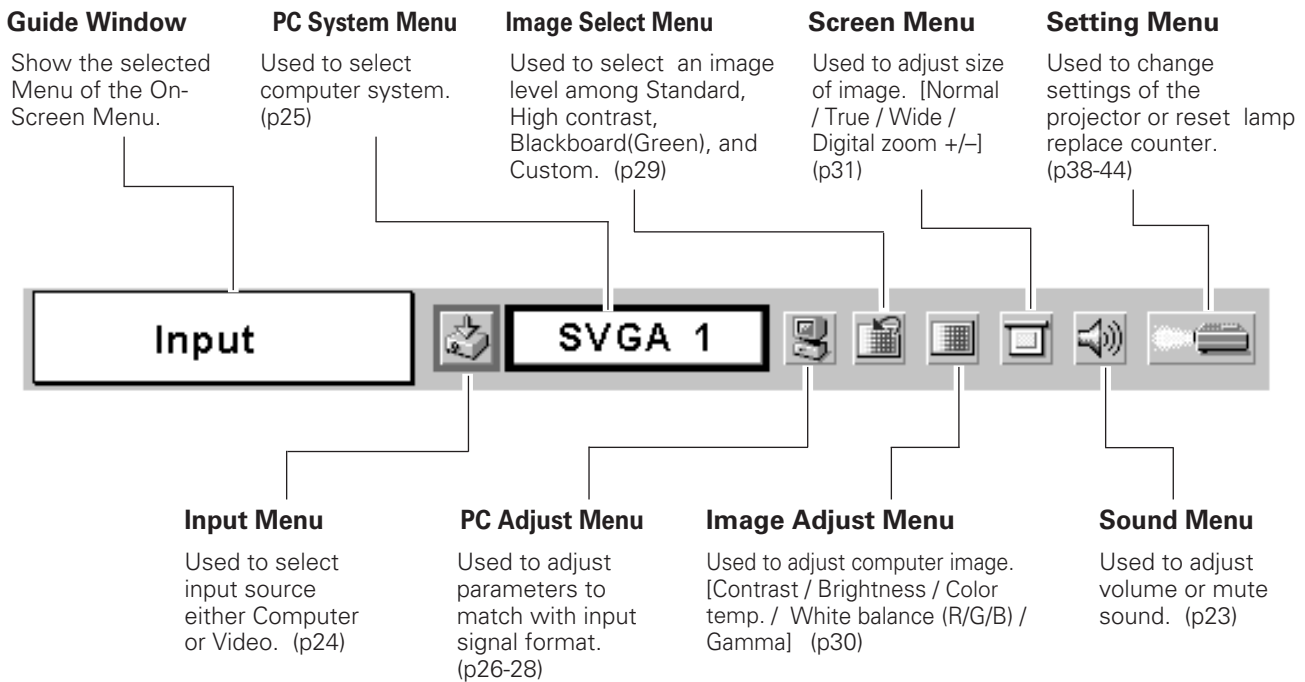 Guide Window
Show the selected
Menu of the On-
Screen Menu.
PC System Menu
Used to select
computer system.
(p25)
Image Select Menu
Used to select an image
level among Standard,
High contrast,
Blackboard(Green), and
Custom. (p29)
Screen Menu
Used to adjust size
of image. [Normal
/ True / Wide /
Digital zoom +/–]
(p31)
Setting Menu
Used to change
settings of the
projector or reset lamp
replace counter.
(p38-44)
Input
SVGA 1
Input Menu
Used to select
input source
either Computer
or Video. (p24)
PC Adjust Menu
Used to adjust
parameters to
match with input
signal format.
(p26-28)
Image Adjust Menu
Used to adjust computer image.
[Contrast / Brightness / Color
temp. / White balance (R/G/B) /
Gamma] (p30)
Sound Menu
Used to adjust
volume or mute
sound. (p23)